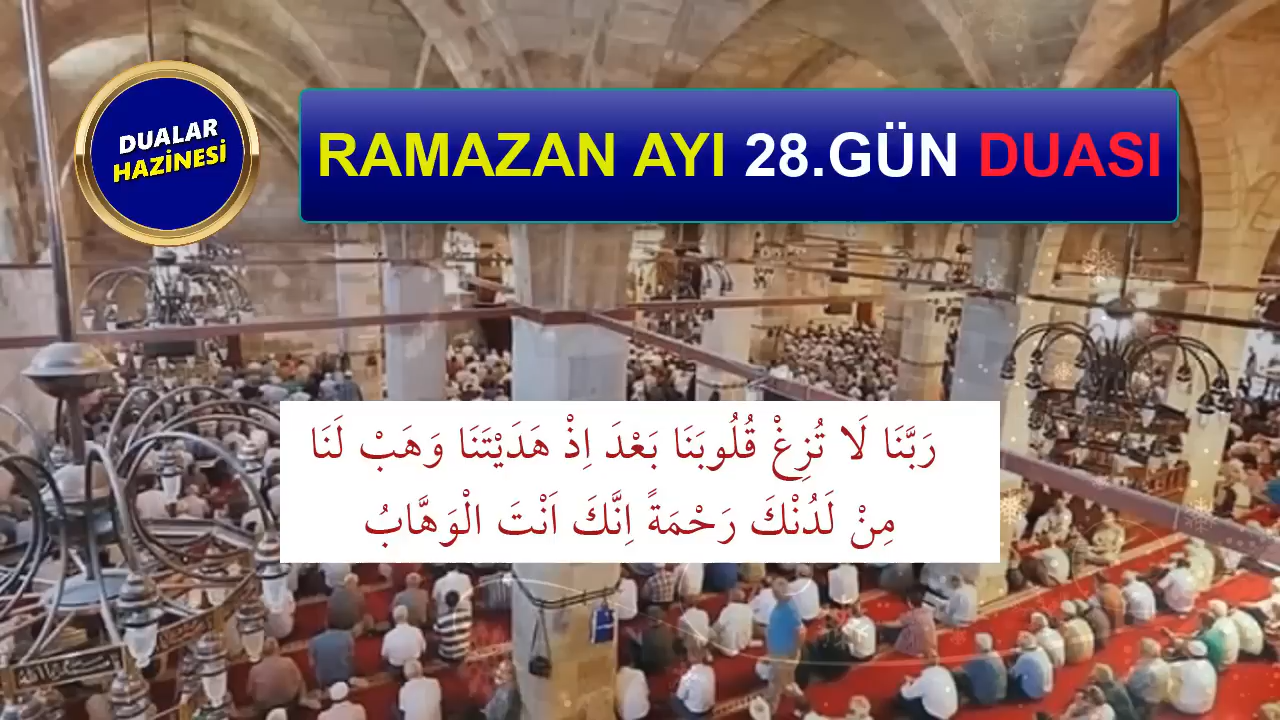 DUALAR
HAZİNESİ
RAMAZAN AYI 28.GÜN DUASI
رَبَّنَا لَا تُزِغْ قُلُوبَنَا بَعْدَ اِذْ هَدَيْتَنَا وَهَبْ لَنَا
مِنْ لَدُنْكَ رَحْمَةً اِنَّكَ اَنْتَ الْوَهَّابُ